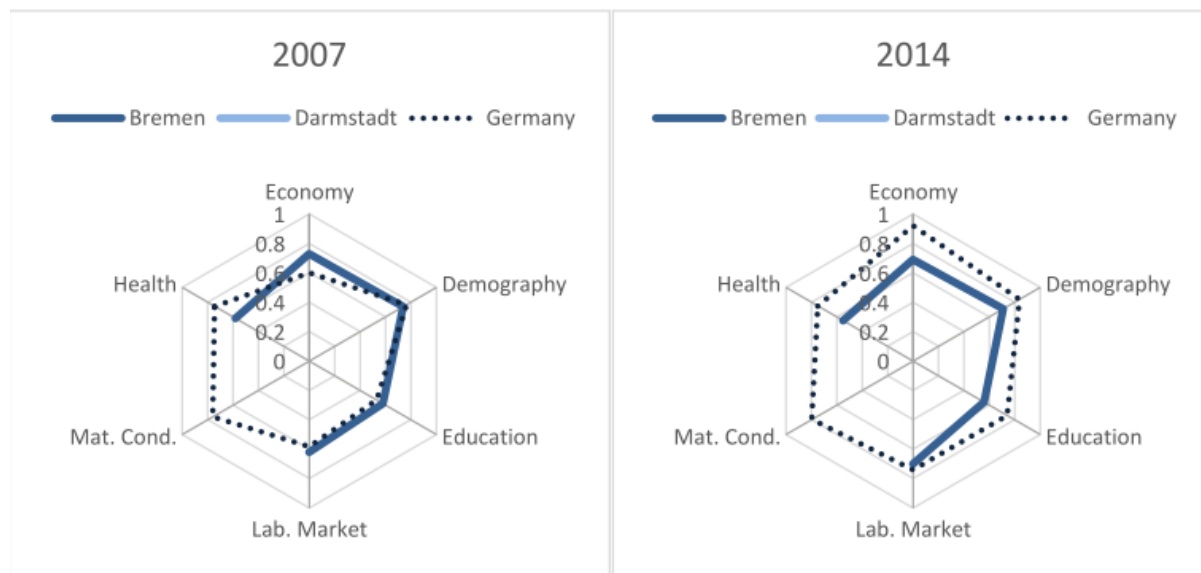 2007
Bremen Darmstadt Germany
Economy
1
0.8
0.6
0.4
0.2
0
Health
Demography
Mat. Cond.
Education
Lab. Market
2014
Bremen Darmstadt Germany
Economy
1
0.8
0.6
0.4
0.2
0
Health
Demography
Mat. Cond.
Education
Lab. Market